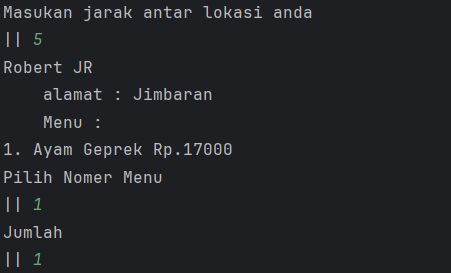 Masukan jarak antar lokasi anda
|| 5
Robert JR
    alamat : Jimbaran
    Menu :
1. Ayam Geprek Rp.17000
Pilih Nomer Menu
|| 1
Jumlah
|| 1